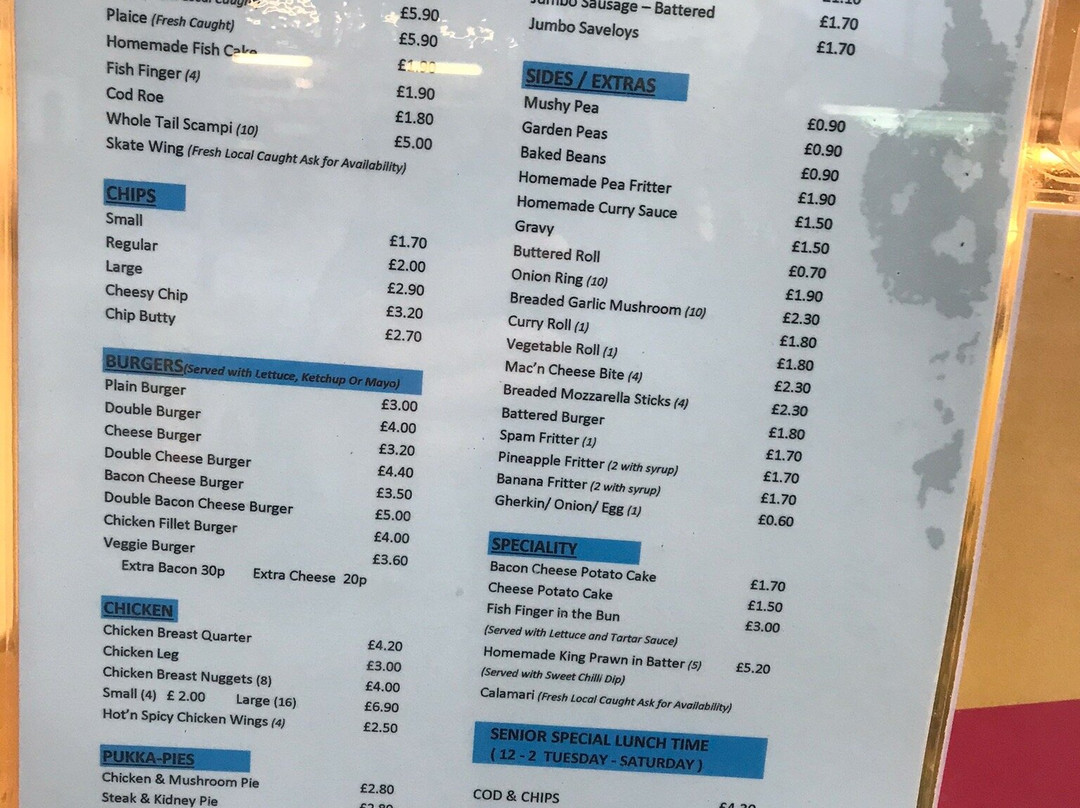 £5.90
Plaice (Fresh Caught) £5.90
Homemade Fish Cake
Fish Finger (4) £1.90
Cod Roe £1.80
Whole Tail Scampi (10) £5.00
Skate Wing (Fresh Local Caught Ask for Availability)
CHIPS
Small £1.70
Regular £2.00
Large £2.90
Cheesy Chip £3.20
Chip Butty £2.70
BURGERS(Served with Lettuce, Ketchup Or Mayo)
Plain Burger £3.00
Double Burger £4.00
Cheese Burger £3.20
Double Cheese Burger £4.40
Bacon Cheese Burger £3.50
Double Bacon Cheese Burger £5.00
Chicken Fillet Burger £4.00
Veggie Burger £3.60
Extra Bacon 30p Extra Cheese 20p
CHICKEN
Chicken Breast Quarter £4.20
Chicken Leg £3.00
Chicken Breast Nuggets (8) £4.00
Small (4) £ 2.00 Large (16) £6.90
Hot'n Spicy Chicken Wings (4) £2.50
PUKKA-PIES
Chicken & Mushroom Pie £2.80
Steak & Kidney Pie
Jumbo Sausage – Battered £1.70
Jumbo Saveloys £1.70
SIDES / EXTRAS
Mushy Pea £0.90
Garden Peas £0.90
Baked Beans £0.90
Homemade Pea Fritter £1.90
Homemade Curry Sauce £1.50
Gravy £1.50
Buttered Roll £0.70
Onion Ring (10) £1.90
Breaded Garlic Mushroom (10) £2.30
Curry Roll (1) £1.80
Vegetable Roll (1) £1.80
Mac'n Cheese Bite (4) £2.30
Breaded Mozzarella Sticks (4) £2.30
Battered Burger £1.80
Spam Fritter (1) £1.70
Pineapple Fritter (2 with syrup) £1.70
Banana Fritter (2 with syrup) £1.70
Gherkin/ Onion/ Egg (1) £0.60
SPECIALITY
Bacon Cheese Potato Cake £1.70
Cheese Potato Cake £1.50
Fish Finger in the Bun £3.00
(Served with Lettuce and Tartar Sauce)
Homemade King Prawn in Batter (5) £5.20
(Served with Sweet Chilli Dip)
Calamari (Fresh Local Caught Ask for Availability)
SENIOR SPECIAL LUNCH TIME
( 12 - 2 TUESDAY - SATURDAY )
COD & CHIPS